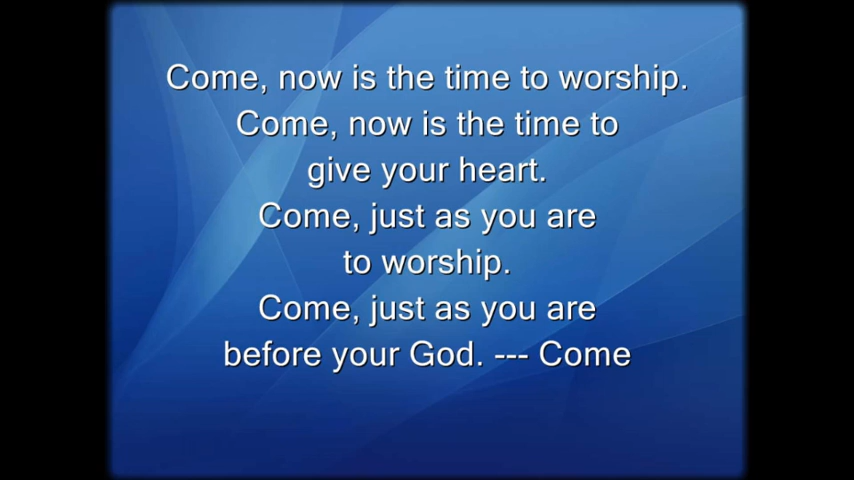 Come, now is the time to worship.
Come, now is the time to
give your heart.
Come, just as you are
to worship.
Come, just as you are
before your God. --- Come